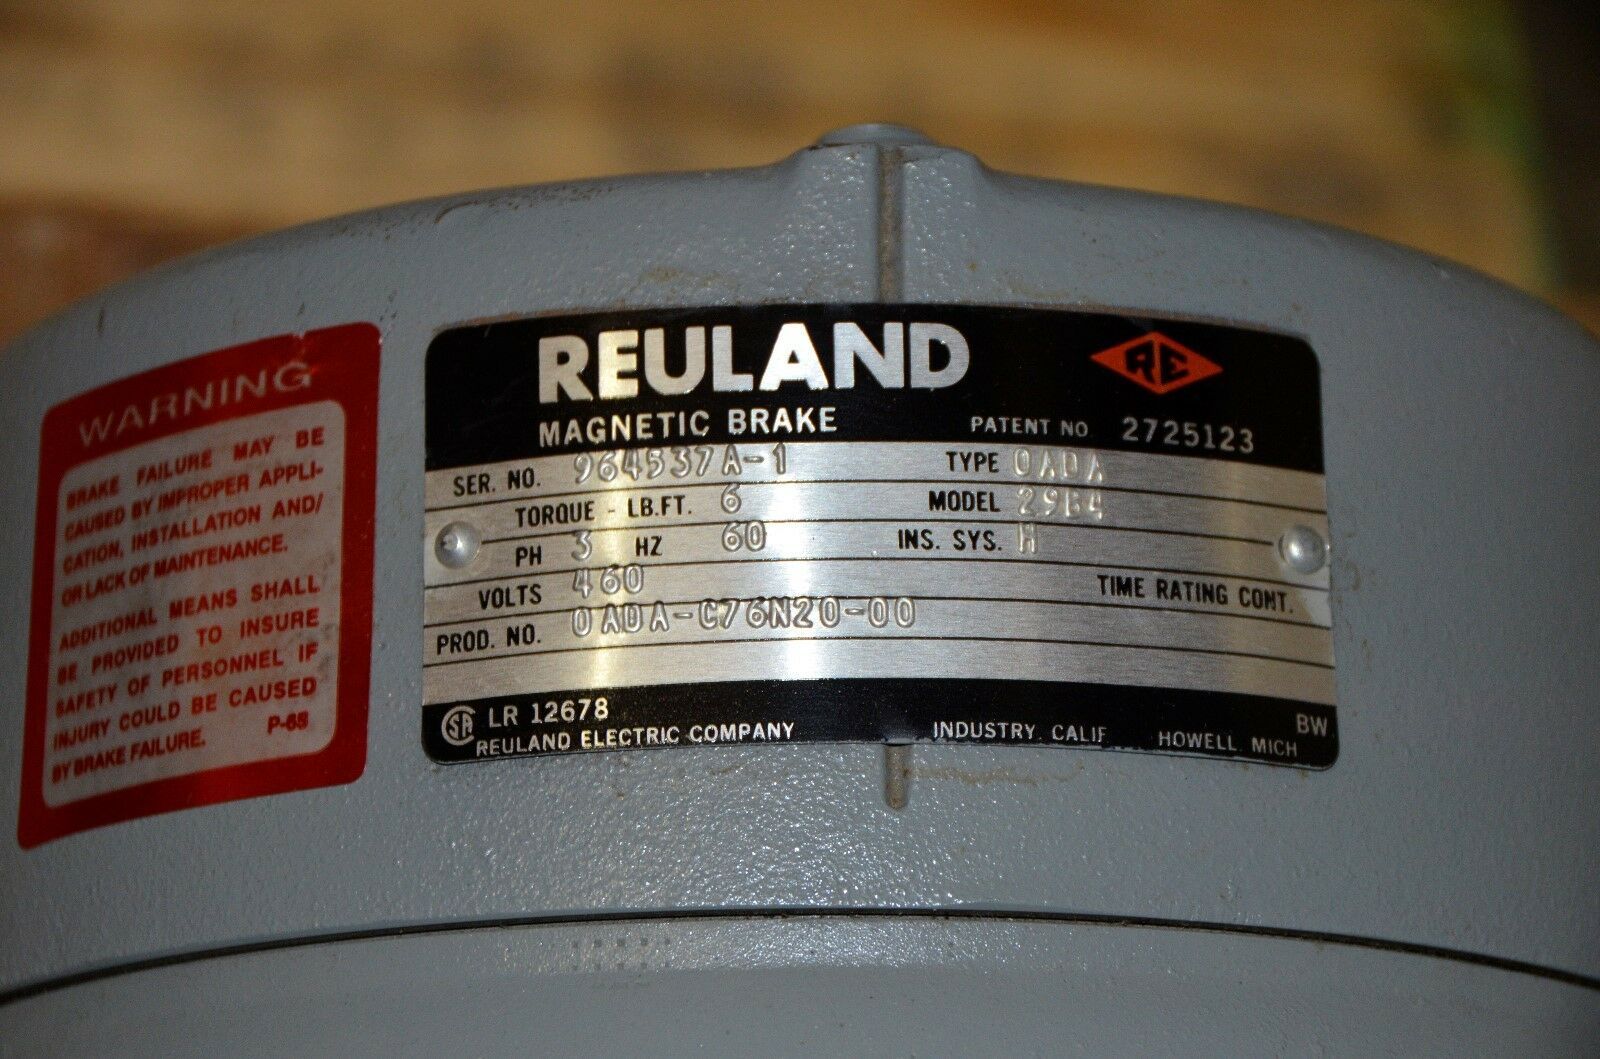 WARNING
BRAKE FAILURE MAY BE
CAUSED BY IMPROPER APPLI-
CATION, INSTALLATION AND/
OR LACK OF MAINTENANCE.
ADDITIONAL MEANS SHALL
BE PROVIDED TO INSURE
SAFETY OF PERSONNEL IF
INJURY COULD BE CAUSED
BY BRAKE FAILURE. P-68
REULAND RE
MAGNETIC BRAKE PATENT NO. 2725123
SER. NO. 964537A-1 TYPE 0ADA
TORQUE - LB.FT. 6 MODEL 29B4
PH 3 HZ 60 INS. SYS. H
VOLTS 460 TIME RATING CONT.
PROD. NO. 0ADA-C76N20-00
SA LR 12678 BW
REULAND ELECTRIC COMPANY INDUSTRY, CALIF. HOWELL, MICH